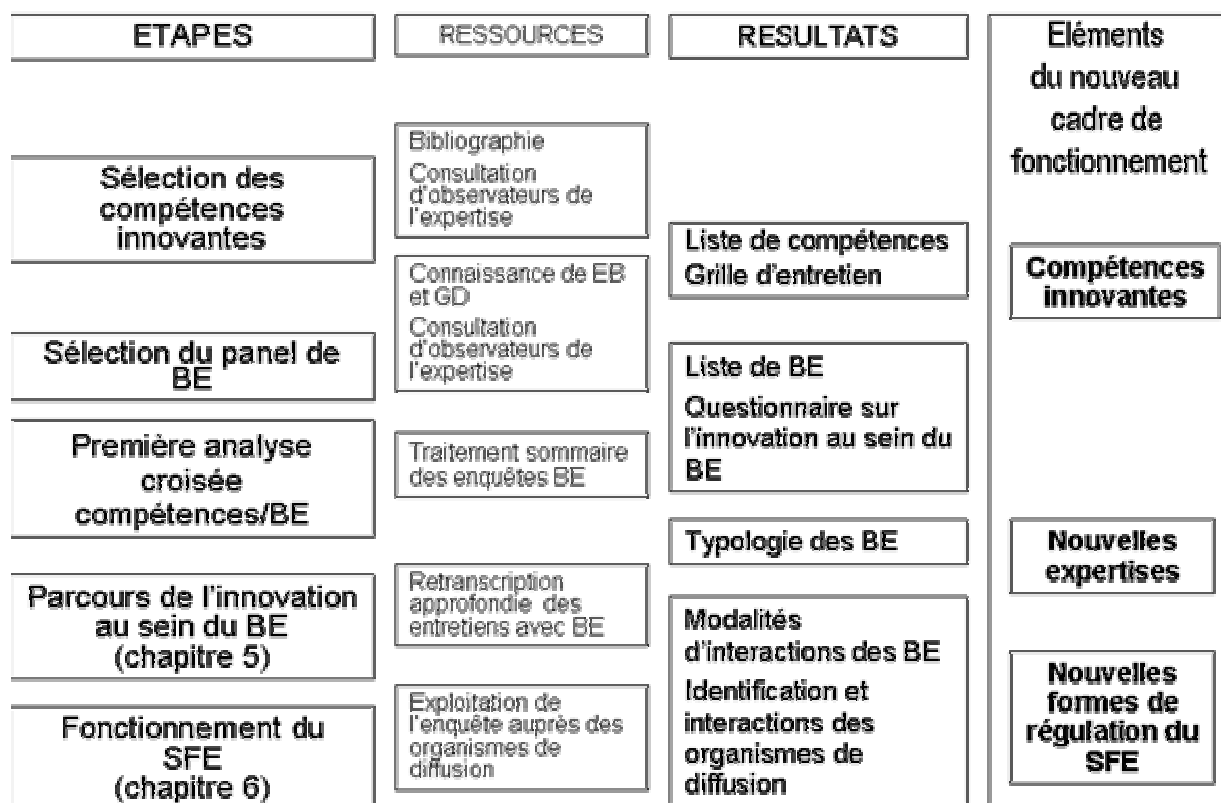 ETAPES
Sélection des
compétences
innovantes
Sélection du panel de
BE
Première analyse
croisée
compétences/BE
Parcours de l'innovation
au sein du BE
(chapitre 5)
Fonctionnement du
SFE
(chapitre 6)
RESSOURCES
Bibliographie
Consultation
d'observateurs de
l'expertise
Connaissance de EB
et GD
Consultation
d'observateurs de
l'expertise
Traitement sommaire
des enquêtes BE
Retranscription
approfondie des
entretiens avec BE
Exploitation de
l'enquête auprès des
organismes de
diffusion
RESULTATS
Liste de compétences
Grille d'entretien
Liste de BE
Questionnaire sur
l'innovation au sein du
BE
Typologie des BE
Modalités
d'interactions des BE
Identification et
interactions des
organismes de
diffusion
Eléments
du nouveau
cadre de
fonctionnement
Compétences
innovantes
Nouvelles
expertises
Nouvelles
formes de
régulation du
SFE